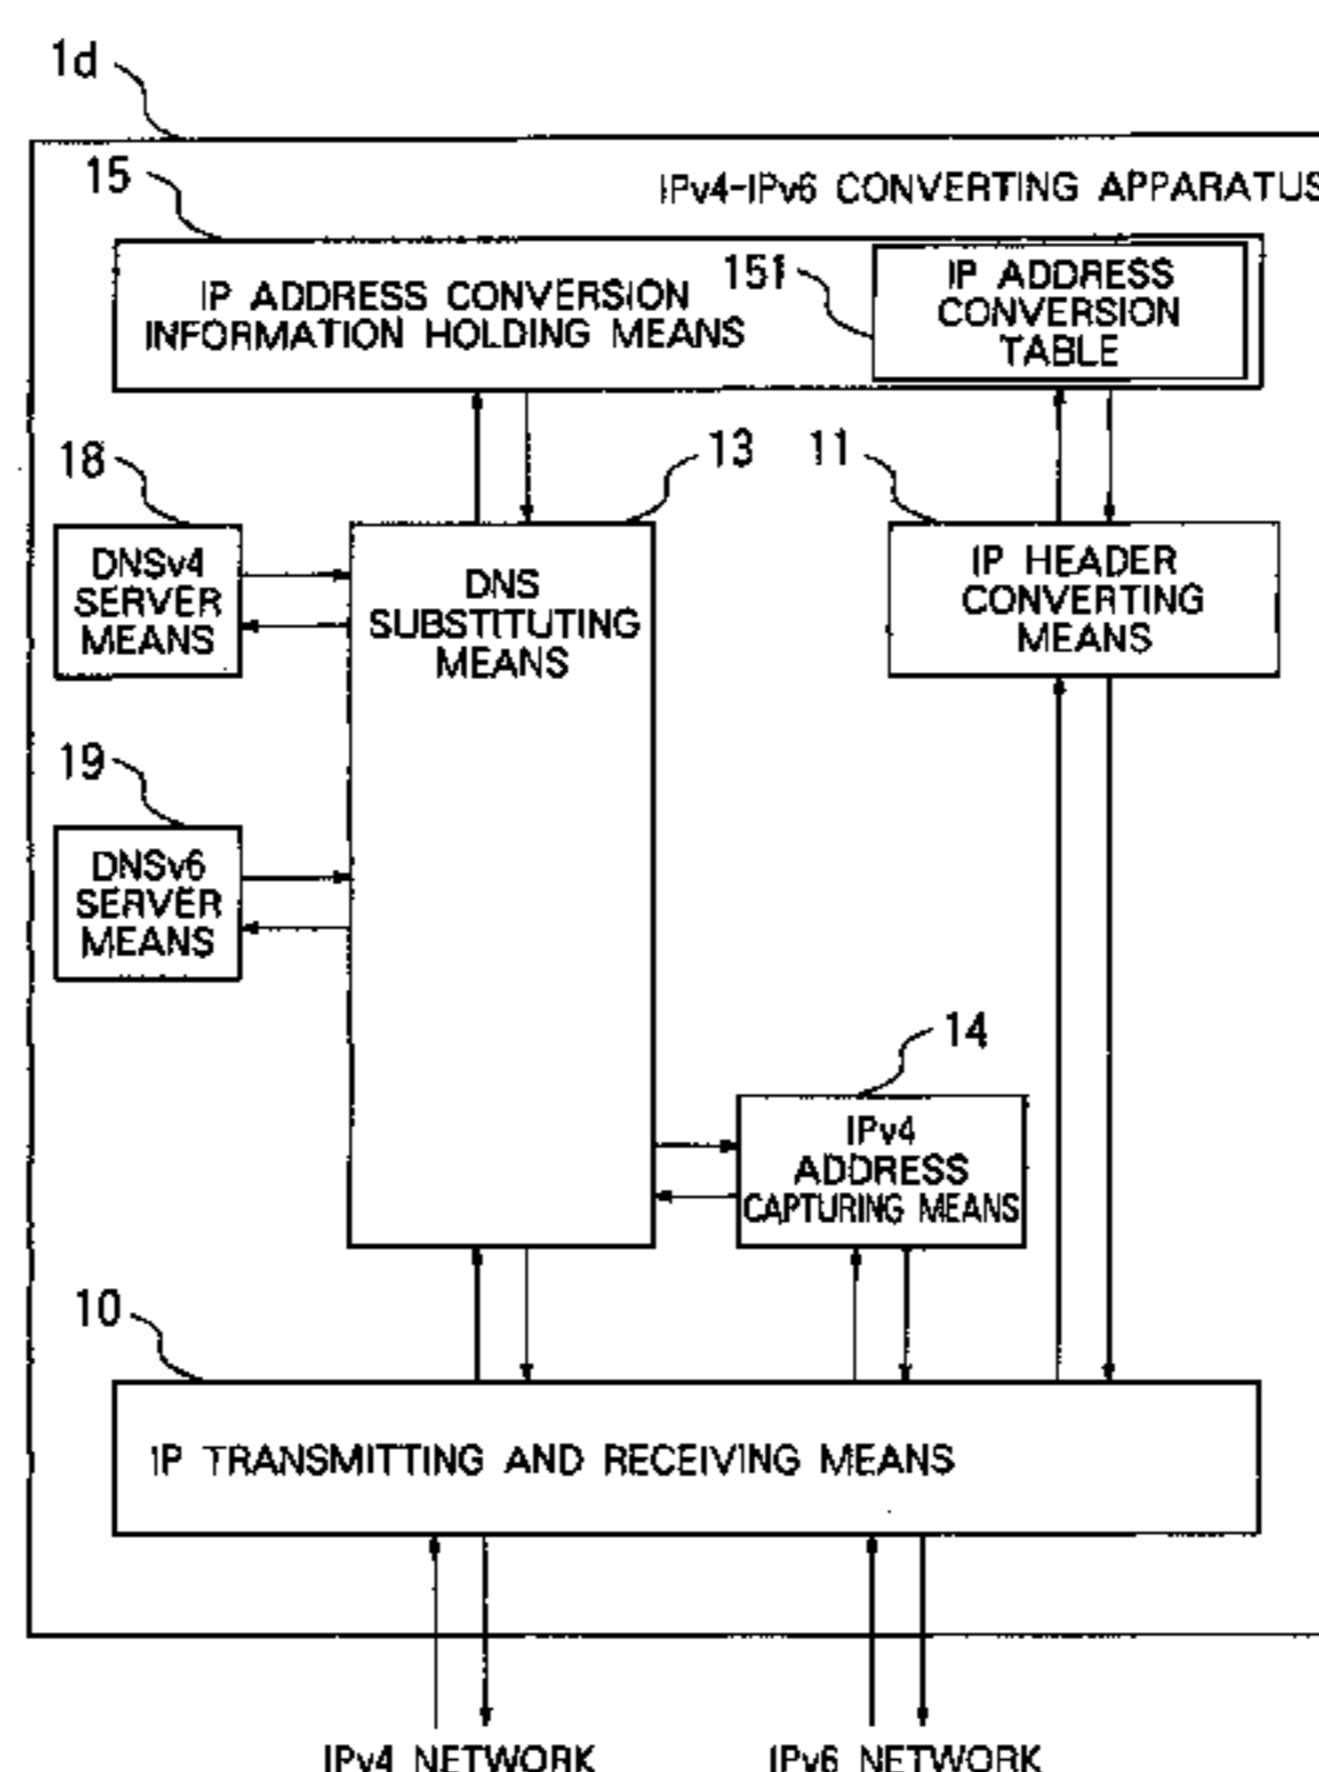 1d
IPv4-IPv6 CONVERTING APPARATUS
15
IP ADDRESS CONVERSION
INFORMATION HOLDING MEANS
151
IP ADDRESS
CONVERSION
TABLE
18
13
11
DNSv4
SERVER
MEANS
DNS
SUBSTITUTING
MEANS
IP HEADER
CONVERTING
MEANS
19
DNSv6
SERVER
MEANS
14
IPv4
ADDRESS
CAPTURING MEANS
10
IP TRANSMITTING AND RECEIVING MEANS
IPv4 NETWORK
IPv6 NETWORK